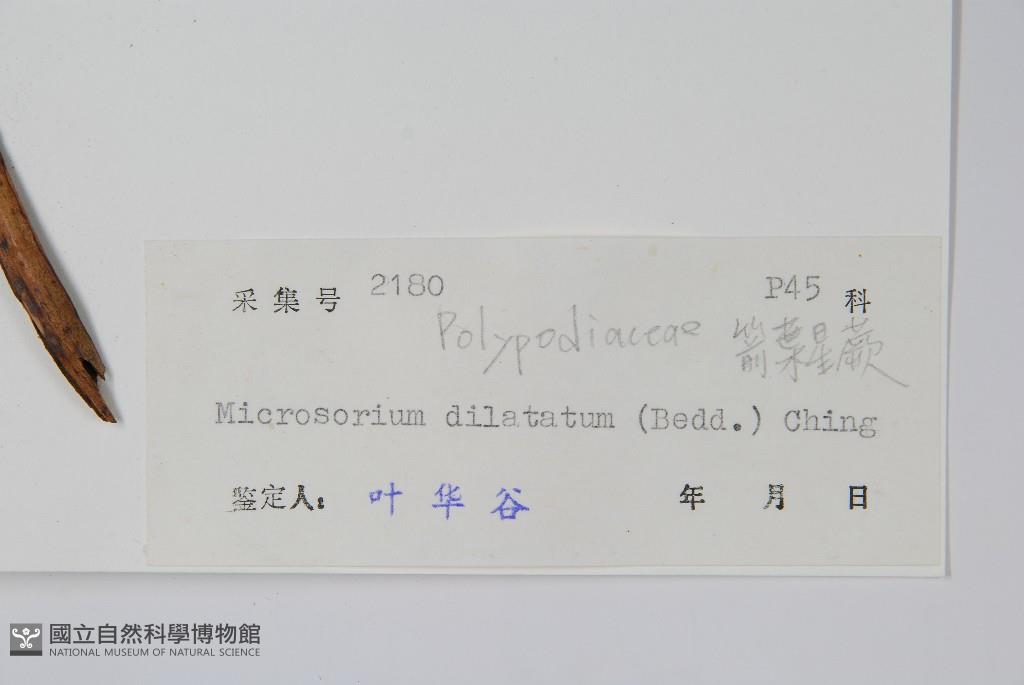 采集号 2180 P45 科
Polypodiaceae 箭葉星蕨
Microsorium dilatatum (Bedd.) Ching
鉴定人: 叶华谷 年 月 日
國立自然科學博物館
NATIONAL MUSEUM OF NATURAL SCIENCE